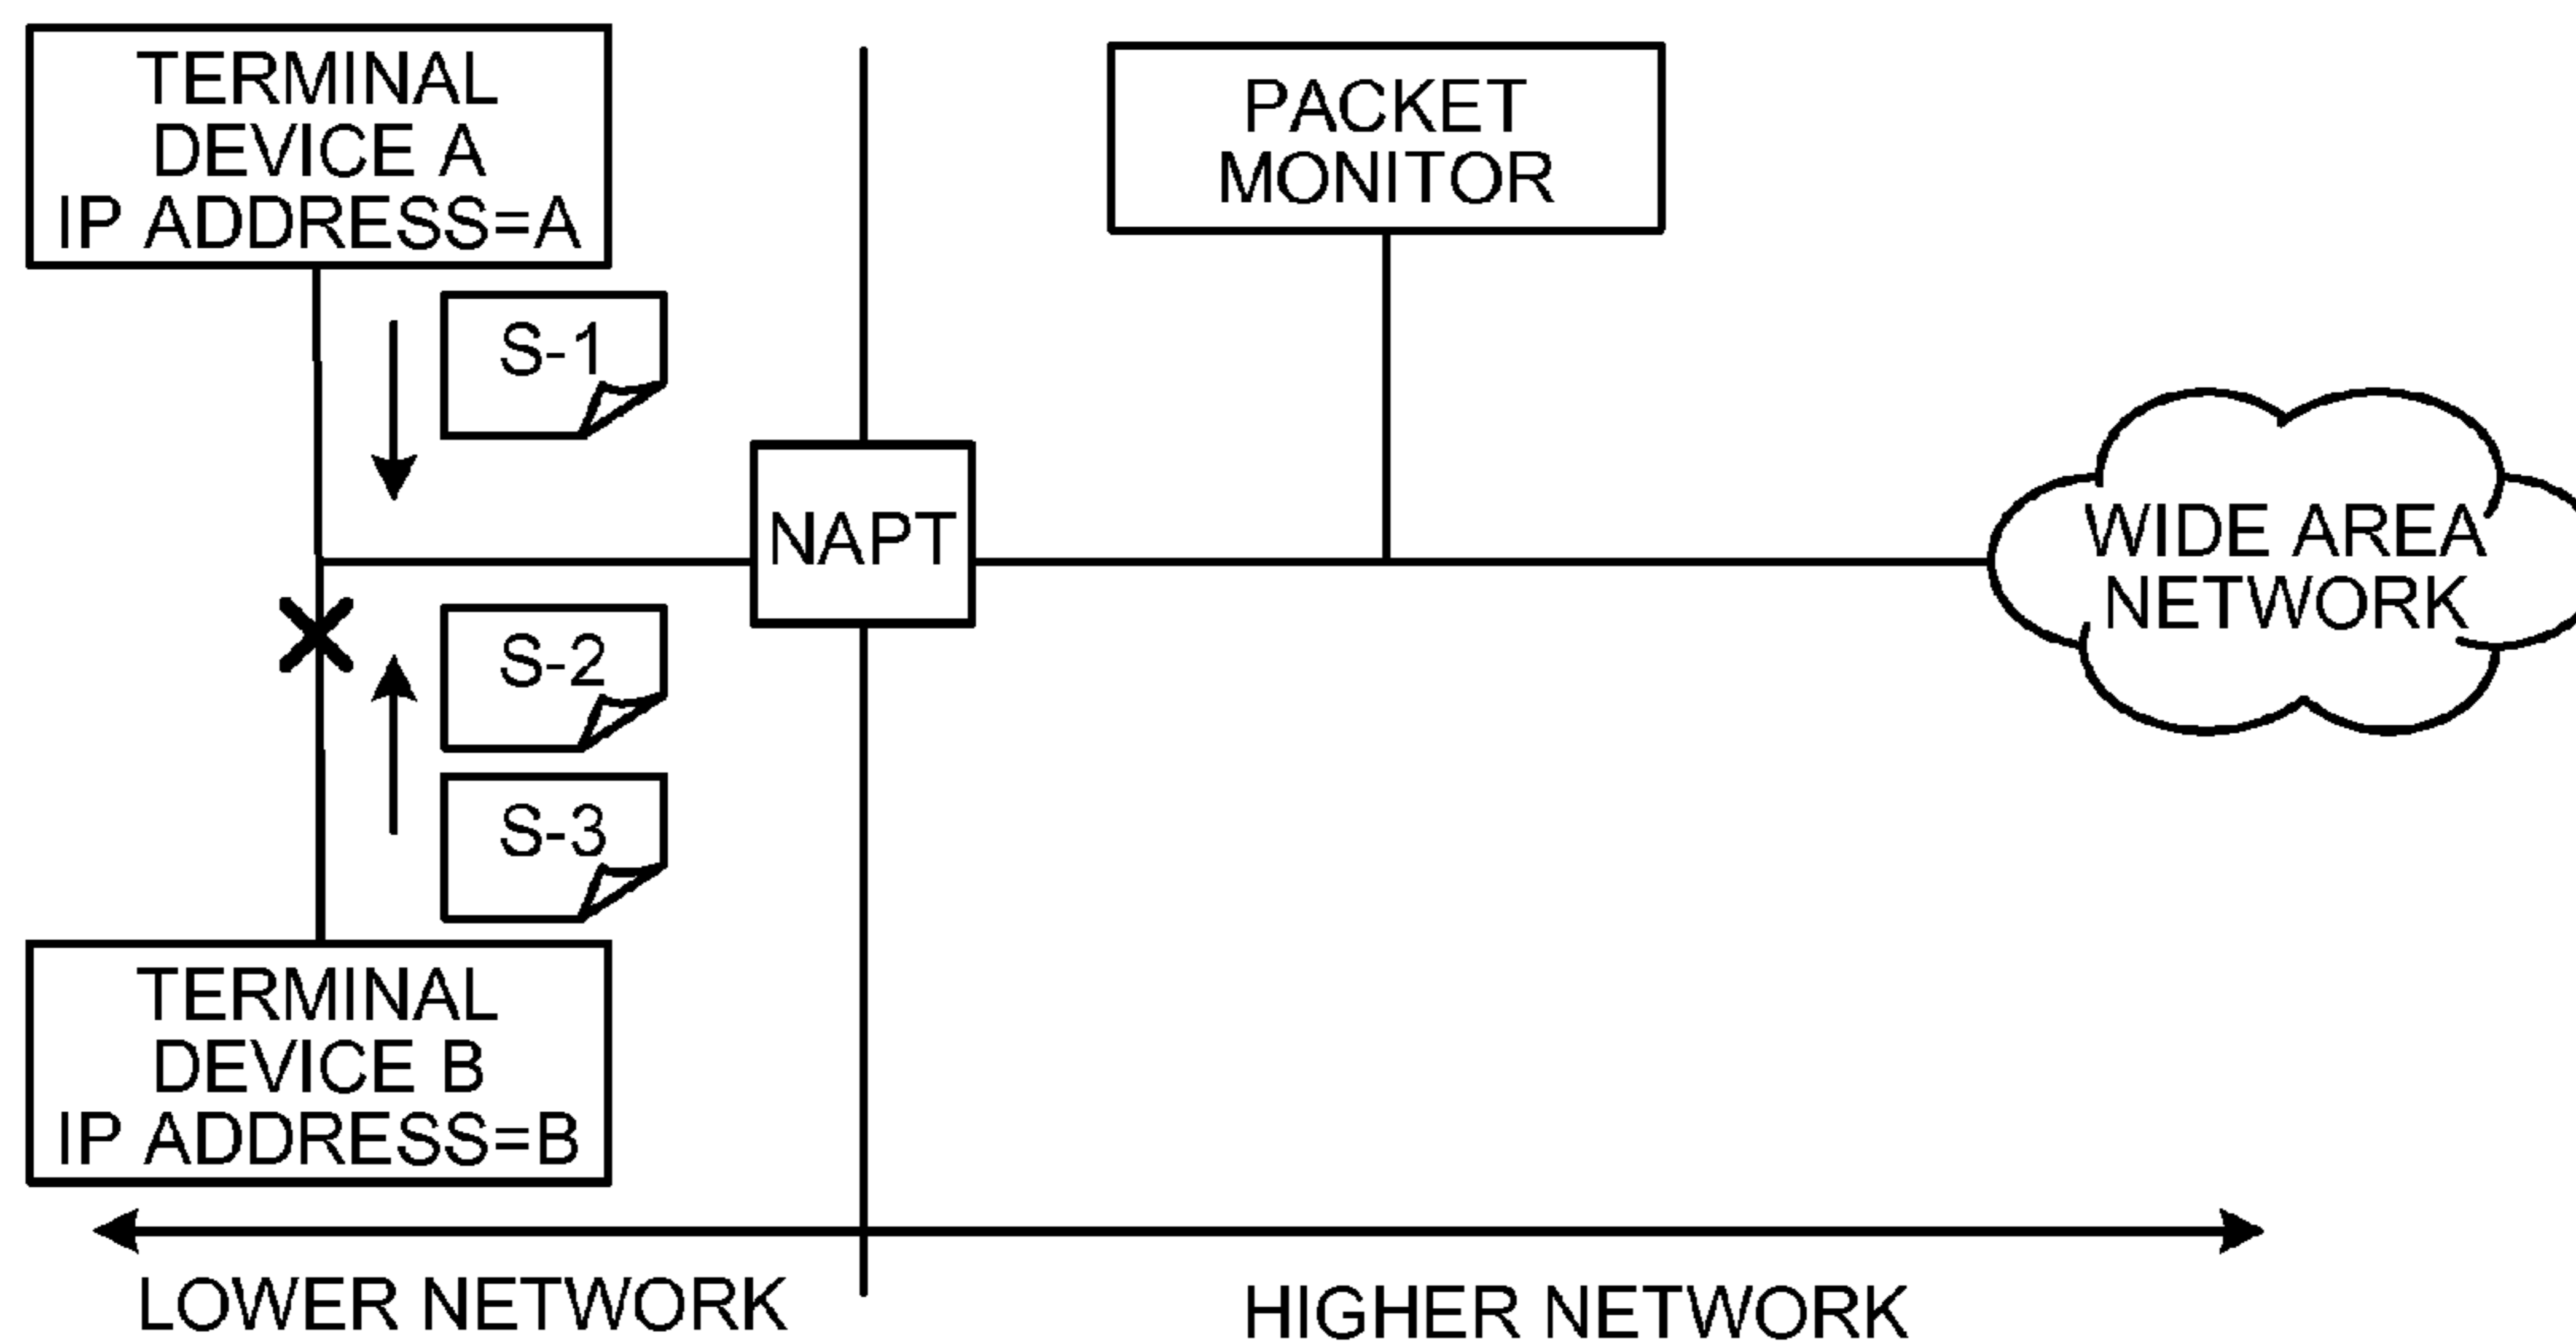 TERMINAL
DEVICE A
IP ADDRESS=A
PACKET
MONITOR
S-1
NAPT
WIDE AREA
NETWORK
S-2
S-3
TERMINAL
DEVICE B
IP ADDRESS=B
LOWER NETWORK
HIGHER NETWORK